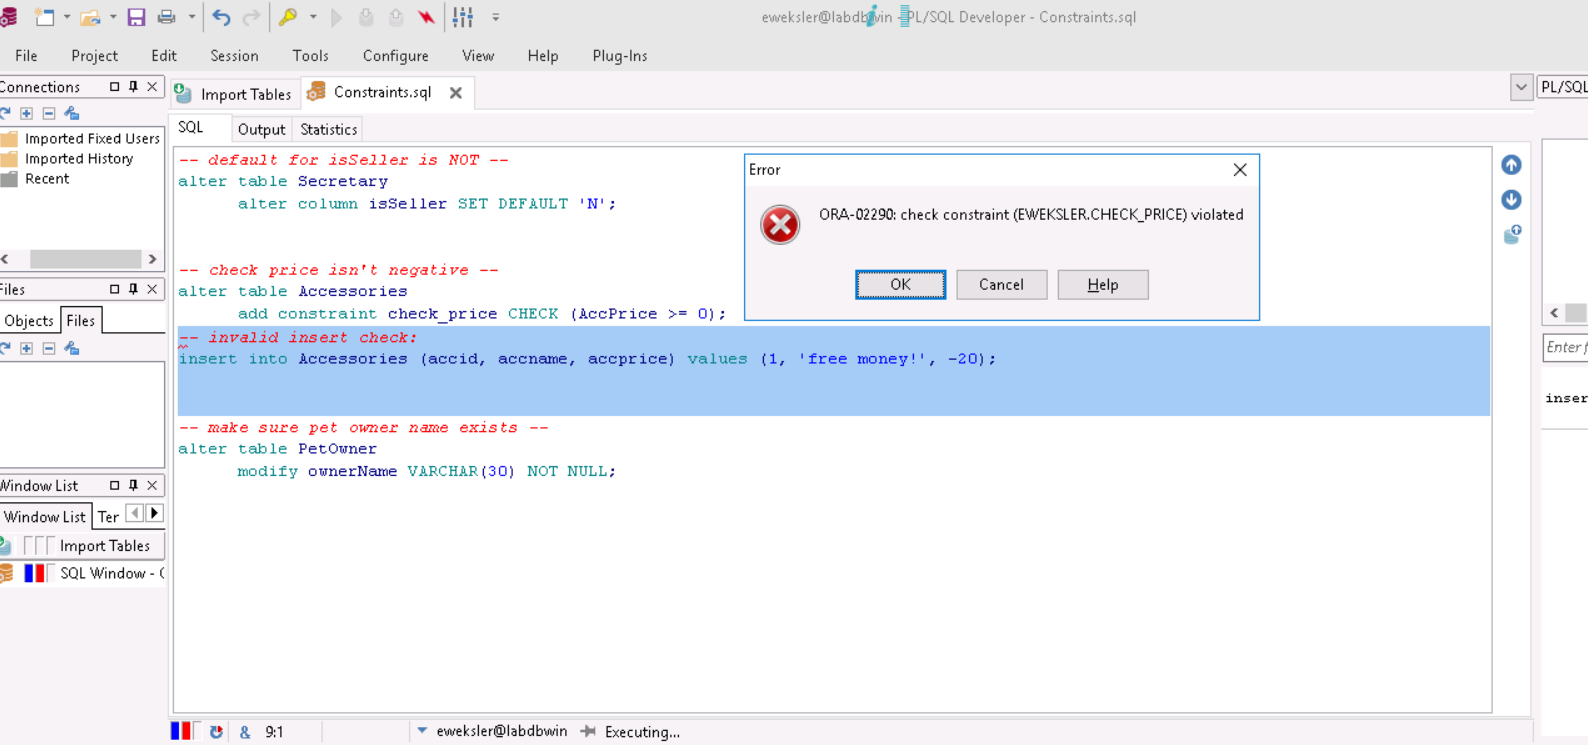 eweksler@labdbwin - PL/SQL Developer - Constraints.sql
File Project Edit Session Tools Configure View Help Plug-Ins
Connections
Import Tables
Constraints.sql
PL/SQL
SQL
Output
Statistics
Imported Fixed Users
Imported History
Recent
-- default for isSeller is NOT --
alter table Secretary
alter column isSeller SET DEFAULT 'N';
-- check price isn't negative --
alter table Accessories
add constraint check_price CHECK (AccPrice >= 0);
-- invalid insert check:
insert into Accessories (accid, accname, accprice) values (1, 'free money!', -20);
-- make sure pet owner name exists --
alter table PetOwner
modify ownerName VARCHAR(30) NOT NULL;
Error
ORA-02290: check constraint (EWEKSLER.CHECK_PRICE) violated
OK
Cancel
Help
Files
Objects
Files
Window List
Window List
Ter
Import Tables
SQL Window - C
Enter f
inser
& 9:1
eweksler@labdbwin
Executing...